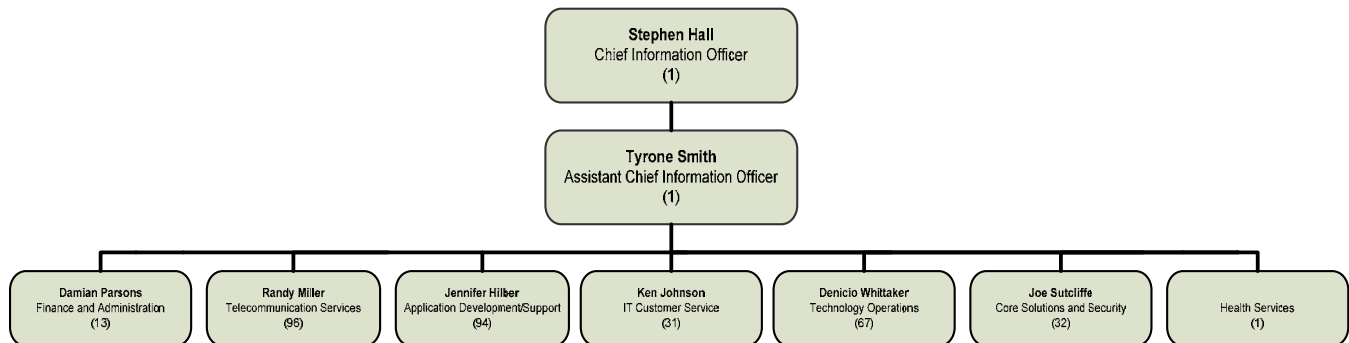 Stephen Hall
Chief Information Officer
(1)
Tyrone Smith
Assistant Chief Information Officer
(1)
Damian Parsons
Finance and Administration
(13)
Randy Miller
Telecommunication Services
(96)
Jennifer Hilber
Application Development/Support
(94)
Ken Johnson
IT Customer Service
(31)
Denicio Whittaker
Technology Operations
(67)
Joe Sutcliffe
Core Solutions and Security
(32)
Health Services
(1)